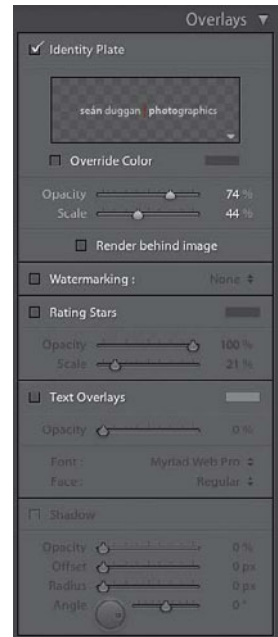 Overlays
Identity Plate
seán duggan photographics
Override Color
Opacity 74 %
Scale 44 %
Render behind image
Watermarking : None
Rating Stars
Opacity 100 %
Scale 21 %
Text Overlays
Opacity 0 %
Font : Myriad Web Pro
Face : Regular
Shadow
Opacity 0 %
Offset 0 px
Radius 0 px
Angle 0 °